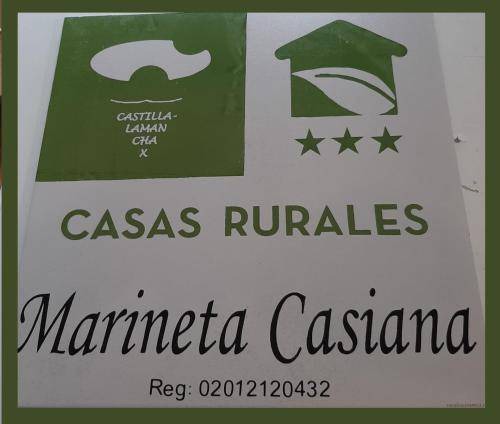 CASTILLA-
LAMAN
CHA
X
CASAS RURALES
Marineta Casiana
Reg: 02012120432